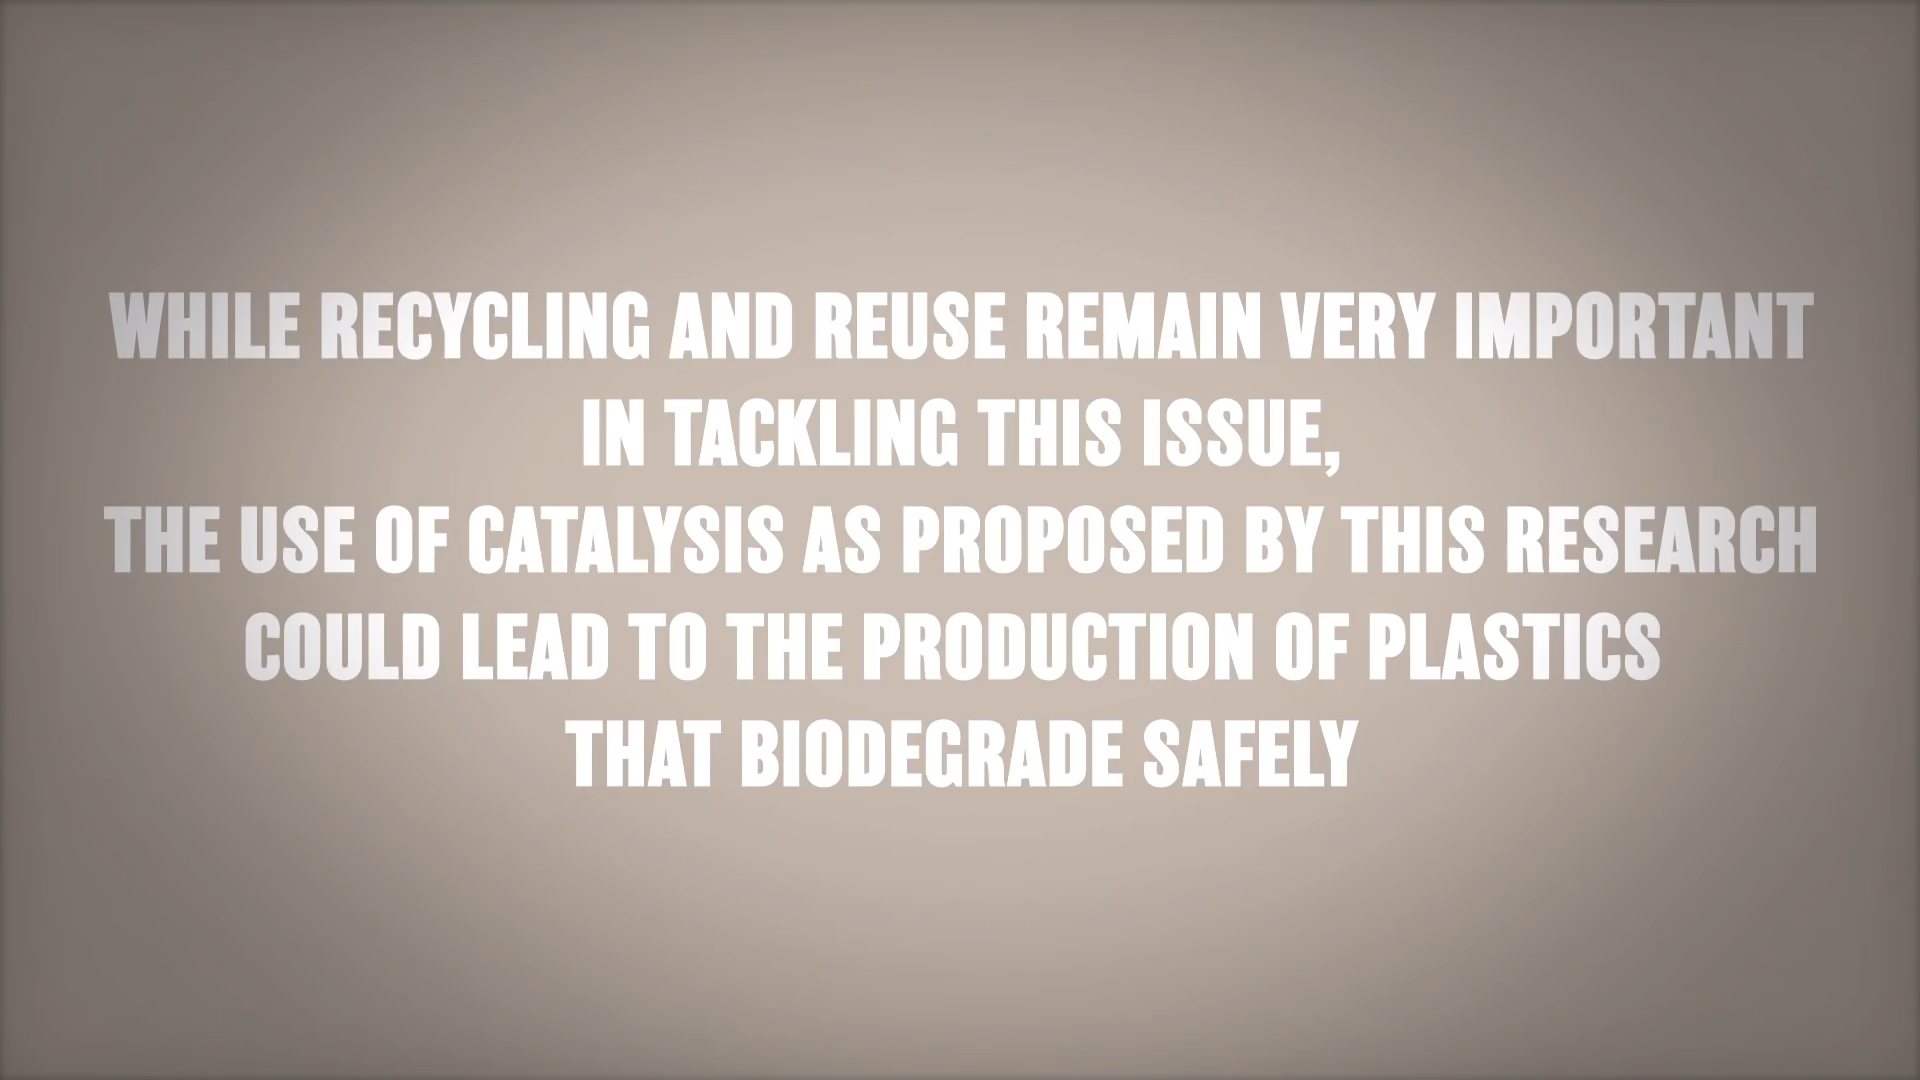 WHILE RECYCLING AND REUSE REMAIN VERY IMPORTANT
IN TACKLING THIS ISSUE,
THE USE OF CATALYSIS AS PROPOSED BY THIS RESEARCH
COULD LEAD TO THE PRODUCTION OF PLASTICS
THAT BIODEGRADE SAFELY